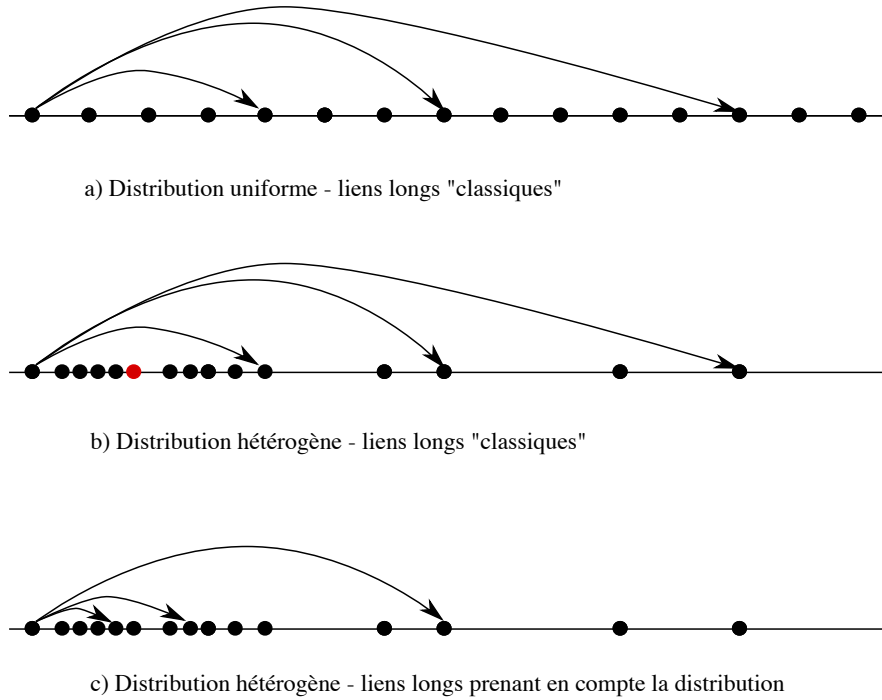 a) Distribution uniforme - liens longs "classiques"
b) Distribution hétérogène - liens longs "classiques"
c) Distribution hétérogène - liens longs prenant en compte la distribution